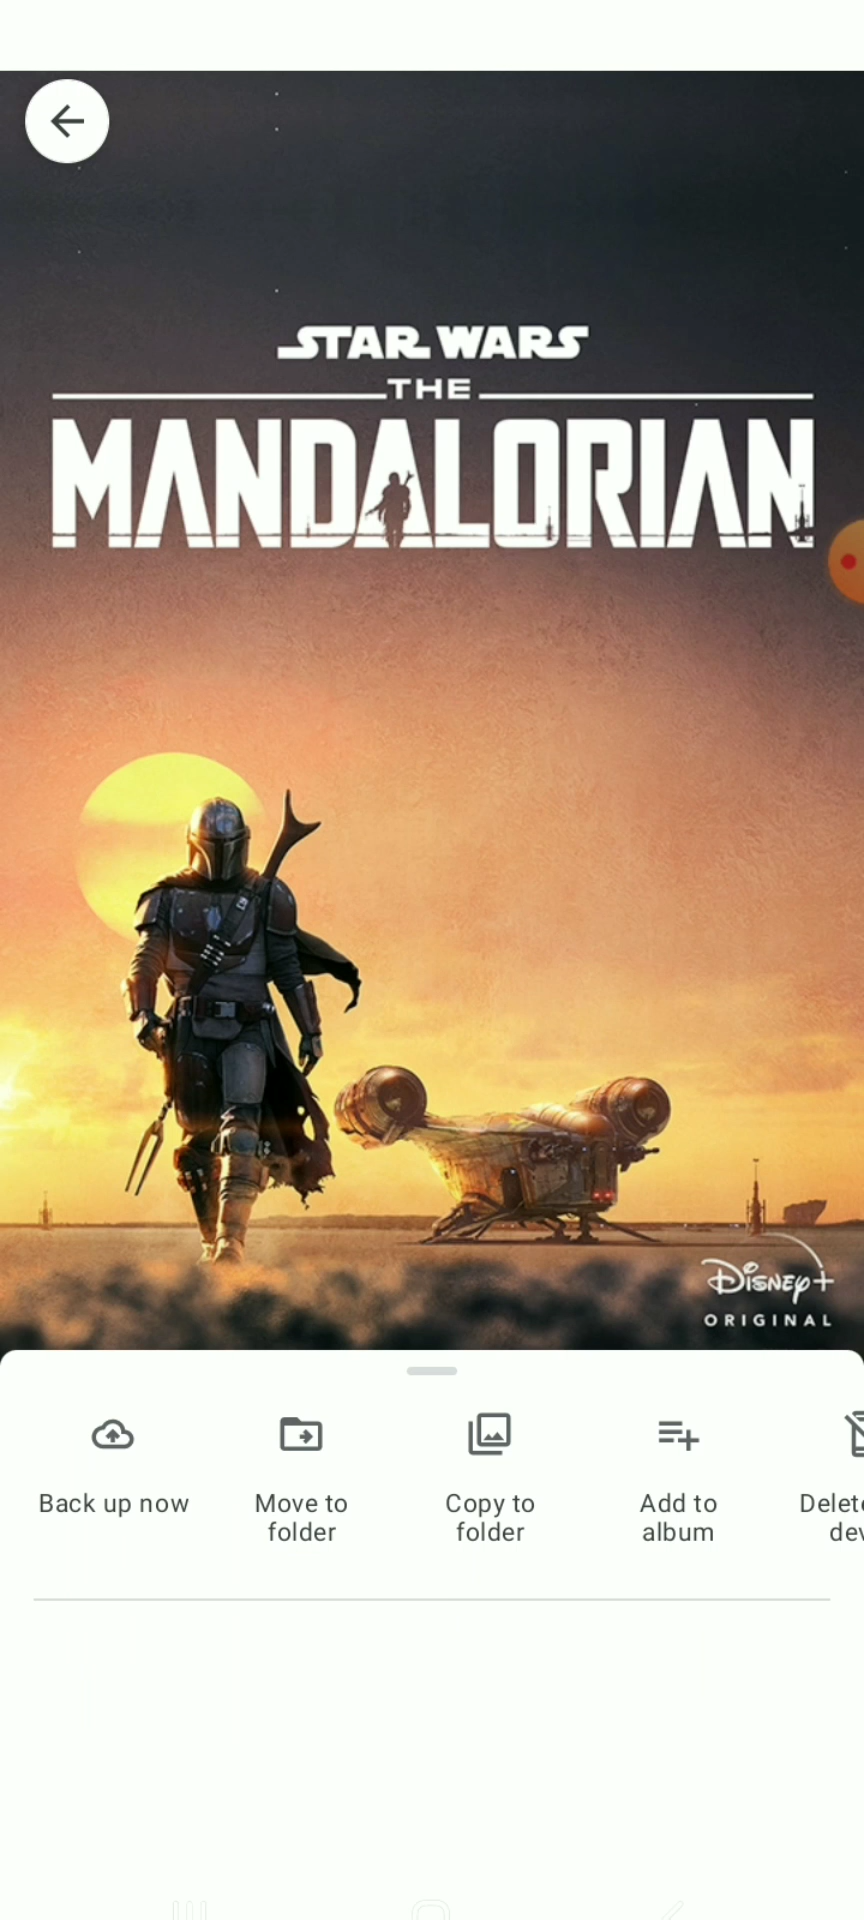 STAR WARS
THE
MANDALORIAN
Disney+
ORIGINAL
Back up now
Move to
folder
Copy to
folder
Add to
album